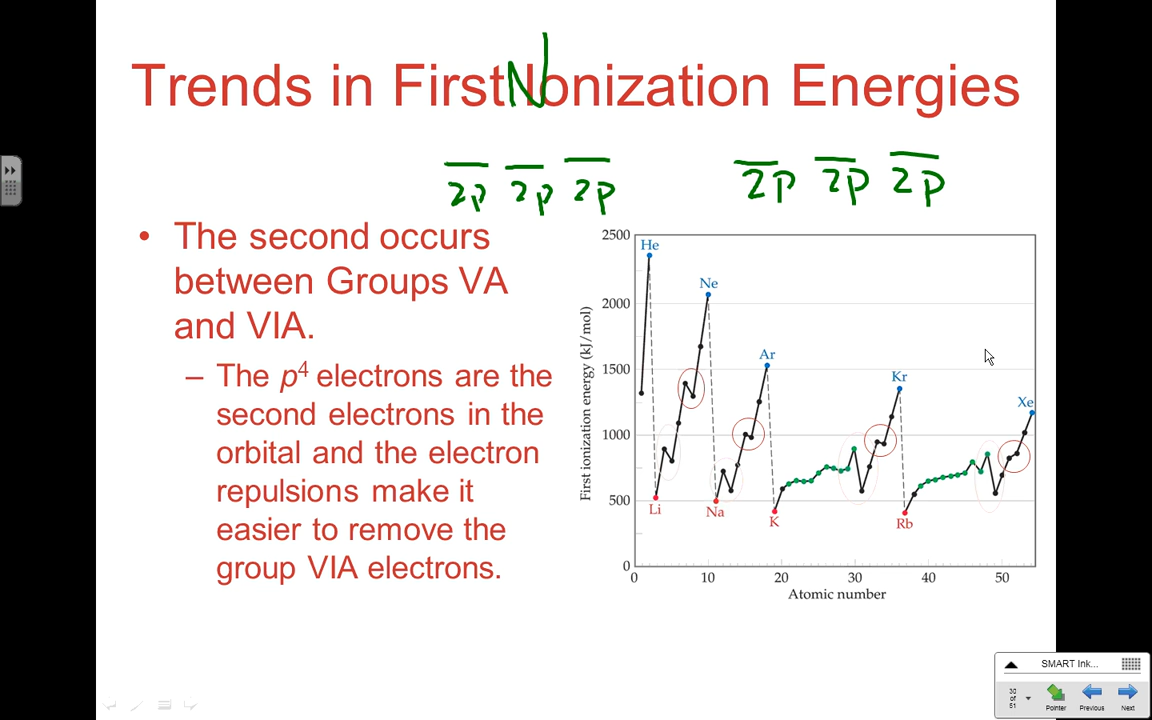 Trends in First Ionization Energies
N
2p 2p 2p 2p 2p 2p
• The second occurs
between Groups VA
and VIA.
– The p⁴ electrons are the
second electrons in the
orbital and the electron
repulsions make it
easier to remove the
group VIA electrons.
First ionization energy (kJ/mol)
2500
2000
1500
1000
500
0
He
Ne
Ar
Kr
Xe
Li
Na
K
Rb
0 10 20 30 40 50
Atomic number
SMART Ink...
30
of
51
Pointer
Previous
Next